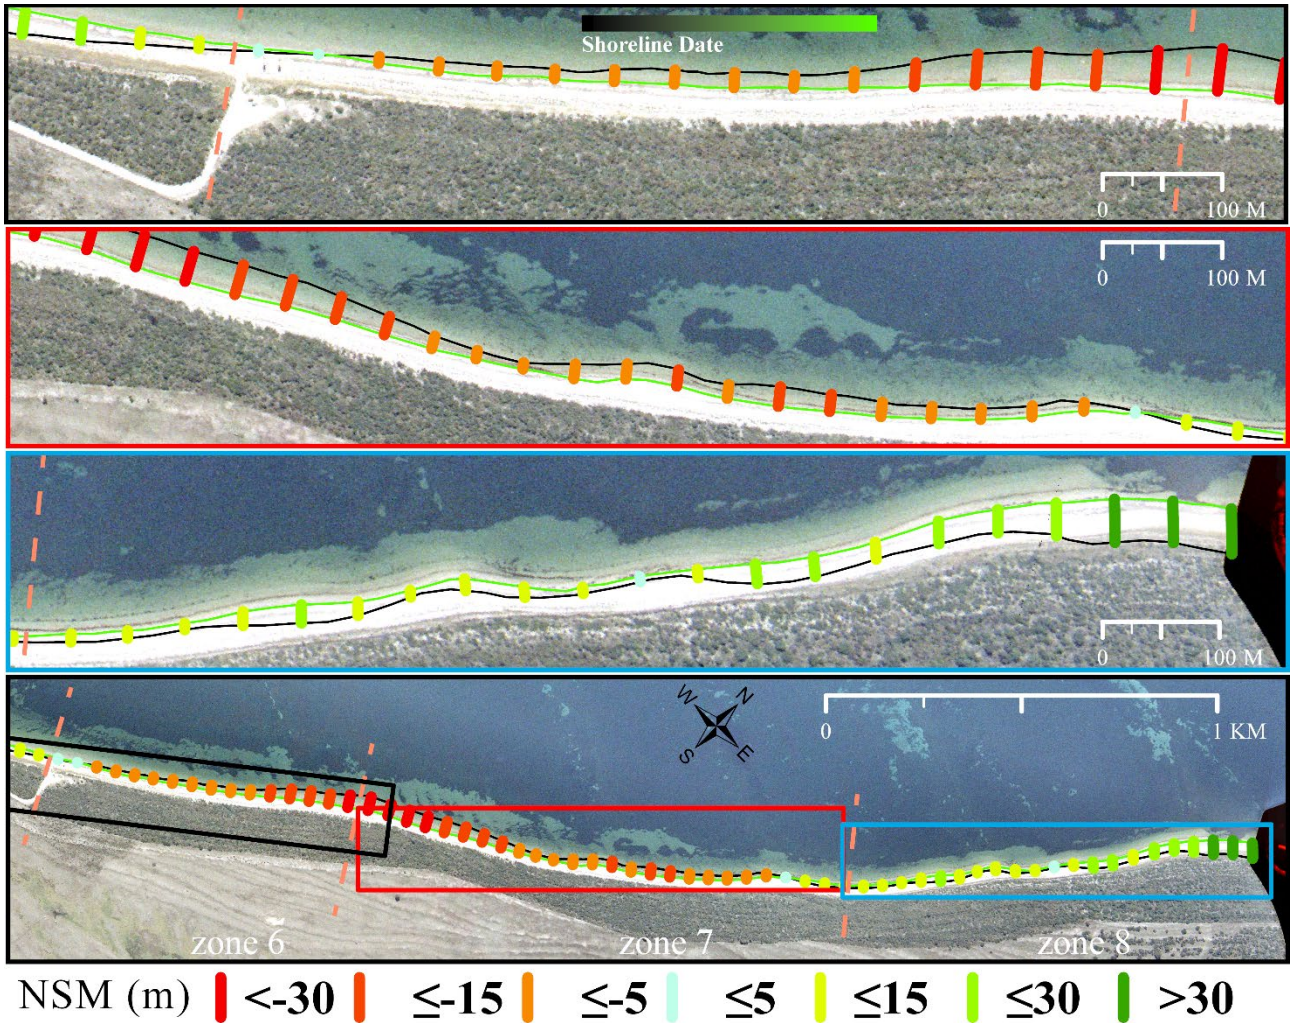 Shoreline Date
0 100 M
0 100 M
0 100 M
W N
S E
0 1 KM
zone 6 zone 7 zone 8
NSM (m) <-30 ≤-15 ≤-5 ≤5 ≤15 ≤30 >30